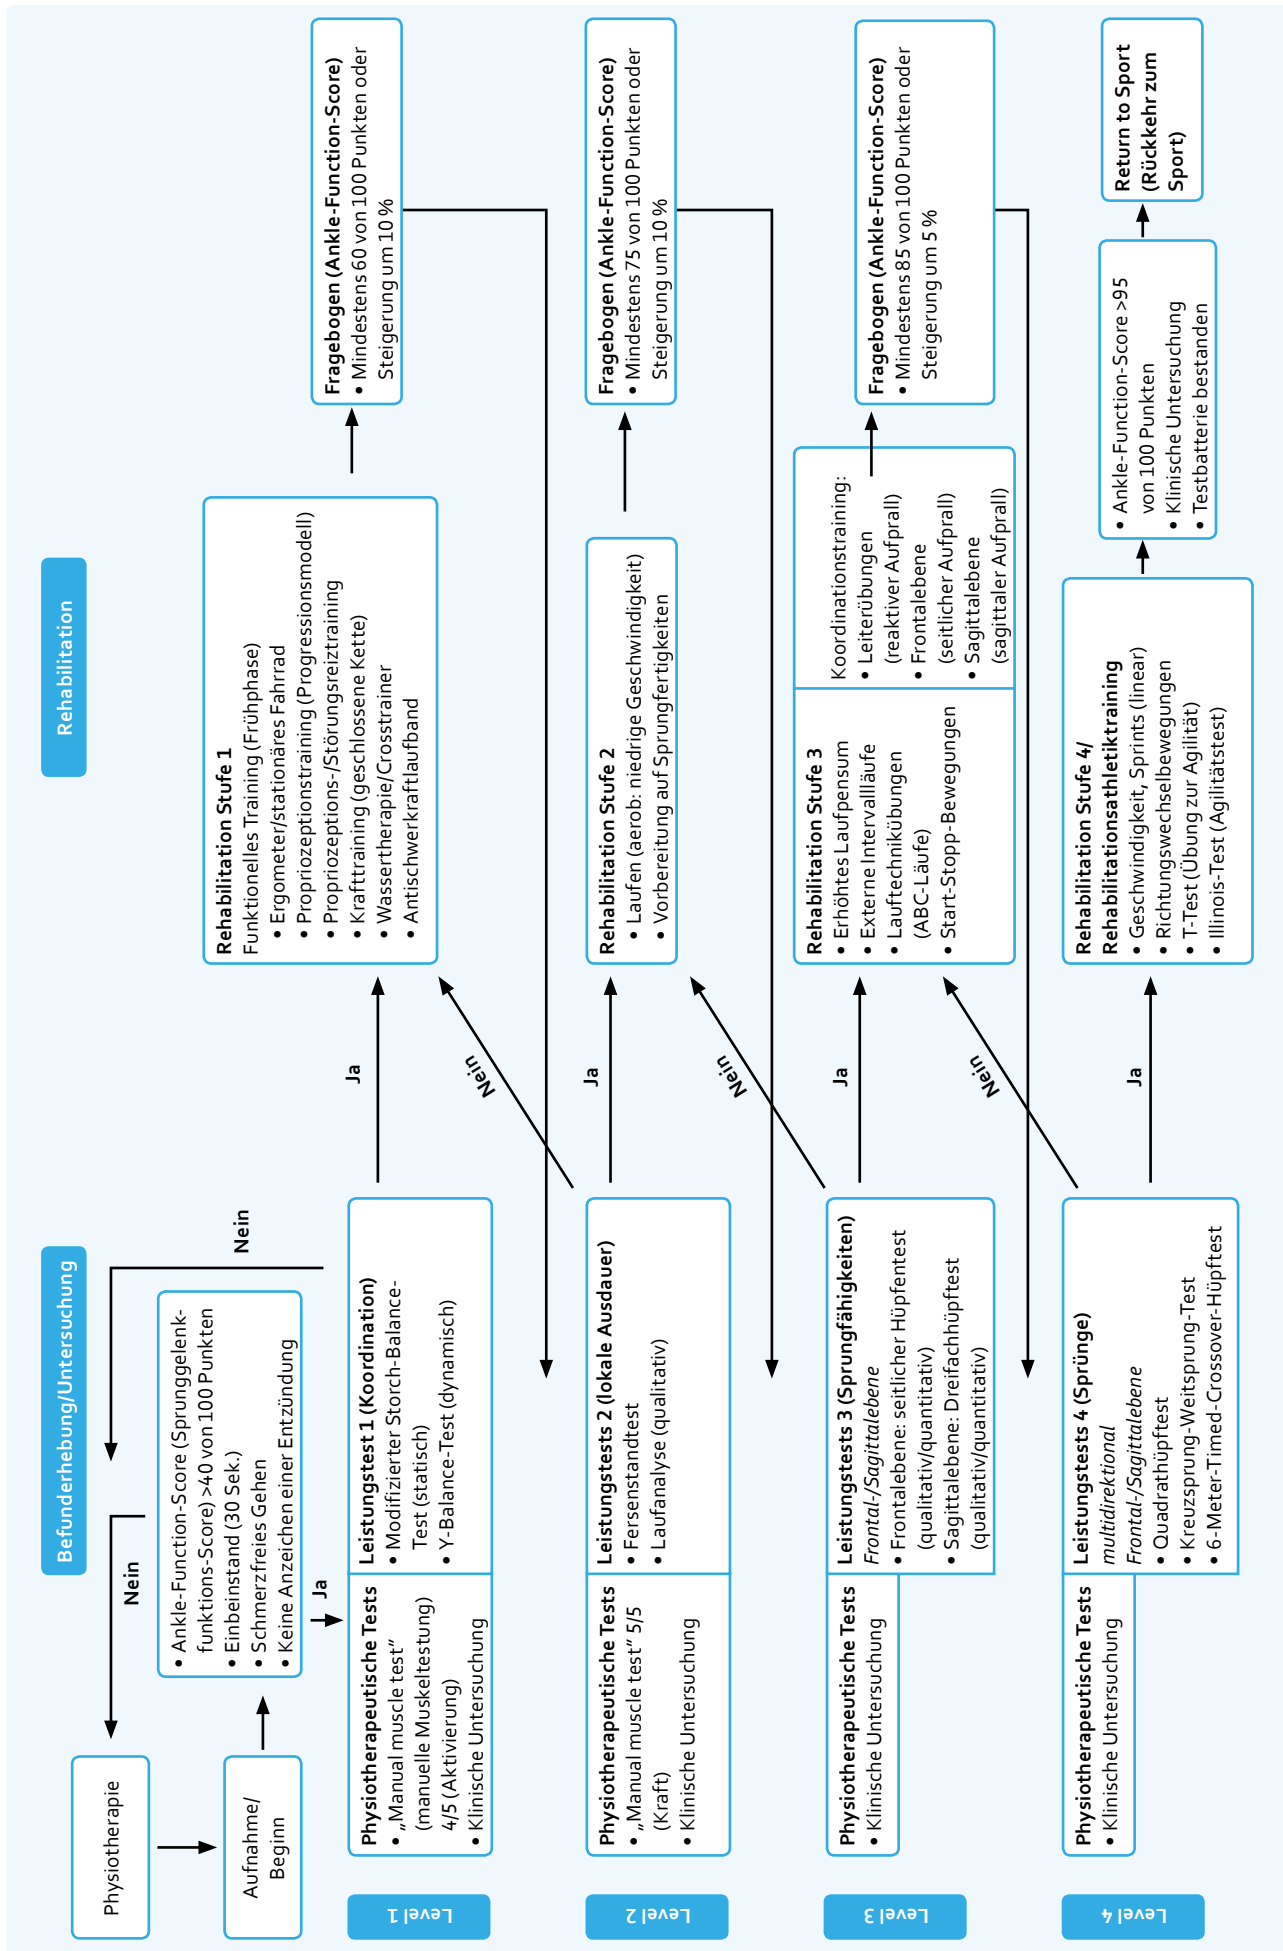 Befunderhebung/Untersuchung
Rehabilitation
Physiotherapie
Nein
Nein
Aufnahme/
Beginn
• Ankle-Function-Score (Sprunggelenk-
funktions-Score) >40 von 100 Punkten
• Einbeinstand (30 Sek.)
• Schmerzfreies Gehen
• Keine Anzeichen einer Entzündung
Ja
Level 1
Physiotherapeutische Tests
• „Manual muscle test“
(manuelle Muskeltestung)
4/5 (Aktivierung)
• Klinische Untersuchung
Leistungstest 1 (Koordination)
• Modifizierter Storch-Balance-
Test (statisch)
• Y-Balance-Test (dynamisch)
Ja
Rehabilitation Stufe 1
Funktionelles Training (Frühphase)
• Ergometer/stationäres Fahrrad
• Propriozeptionstraining (Progressionsmodell)
• Propriozeptions-/Störungsreiztraining
• Krafttraining (geschlossene Kette)
• Wassertherapie/Crosstrainer
• Antischwerkraftlaufband
Fragebogen (Ankle-Function-Score)
• Mindestens 60 von 100 Punkten oder
Steigerung um 10 %
Nein
Level 2
Physiotherapeutische Tests
• „Manual muscle test“ 5/5
(Kraft)
• Klinische Untersuchung
Leistungstests 2 (lokale Ausdauer)
• Fersenstandtest
• Laufanalyse (qualitativ)
Ja
Rehabilitation Stufe 2
• Laufen (aerob: niedrige Geschwindigkeit)
• Vorbereitung auf Sprungfertigkeiten
Fragebogen (Ankle-Function-Score)
• Mindestens 75 von 100 Punkten oder
Steigerung um 10 %
Nein
Level 3
Physiotherapeutische Tests
• Klinische Untersuchung
Leistungstests 3 (Sprungfähigkeiten)
Frontal-/Sagittalebene
• Frontalebene: seitlicher Hüpfentest
(qualitativ/quantitativ)
• Sagittalebene: Dreifachhüpftest
(qualitativ/quantitativ)
Ja
Rehabilitation Stufe 3
• Erhöhtes Laufpensum
• Externe Intervallläufe
• Lauftechnikübungen
(ABC-Läufe)
• Start-Stopp-Bewegungen
Koordinationstraining:
• Leiterübungen
(reaktiver Aufprall)
• Frontalebene
(seitlicher Aufprall)
• Sagittalebene
(sagittaler Aufprall)
Fragebogen (Ankle-Function-Score)
• Mindestens 85 von 100 Punkten oder
Steigerung um 5 %
Nein
Level 4
Physiotherapeutische Tests
• Klinische Untersuchung
Leistungstests 4 (Sprünge)
multidirektional
Frontal-/Sagittalebene
• Quadrathüpftest
• Kreuzsprung-Weitsprung-Test
• 6-Meter-Timed-Crossover-Hüpftest
Ja
Rehabilitation Stufe 4/
Rehabilitationsathletiktraining
• Geschwindigkeit, Sprints (linear)
• Richtungswechselbewegungen
• T-Test (Übung zur Agilität)
• Illinois-Test (Agilitätstest)
• Ankle-Function-Score >95
von 100 Punkten
• Klinische Untersuchung
• Testbatterie bestanden
Return to Sport
(Rückkehr zum
Sport)